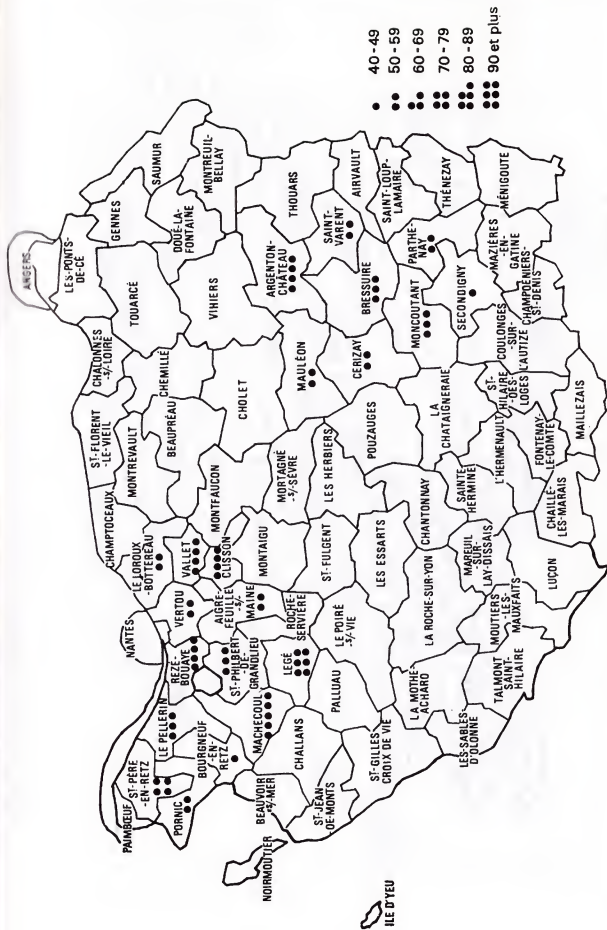 ANGERS
LES-PONTS-
DE-CÉ
SAUMUR
GENNES
CHALONNES
-s/-LOIRE
TOUARCÉ
DOUÉ-LA-
FONTAINE
MONTREUIL-
BELLAY
ST-FLORENT
-LE-VIEIL
CHAMPTOCEAUX
MONTREVAULT
CHEMILLÉ
VIHIERS
BEAUPRÉAU
NANTES
LE LOROUX
-BOTTEREAU
PAIMBŒUF
ST-PÈRE
-EN-RETZ
LE PELLERIN
REZÉ-
BOUAYE
VERTOU
VALLET
MONTFAUCON
CHOLET
ARGENTON-
CHÂTEAU
THOUARS
PORNIC
BOURGNEUF
-EN-
RETZ
ST-PHILBERT
-DE-
GRANDLIEU
AIGRE-
FEUILLE-s/-
MAINE
CLISSON
MAULÉON
SAINT-
VARENT
MACHECOUL
LEGÉ
ROCHE-
SERVIÈRE
MONTAIGU
MORTAGNE
-s/-SÈVRE
CERIZAY
BRESSUIRE
AIRVAULT
NOIRMOUTIER
BEAUVOIR
-s/-MER
CHALLANS
ST-FULGENT
LES HERBIERS
SAINT-LOUP-
LAMAIRE
ST-JEAN
DE-MONTS
PALLUAU
LE POIRÉ
-s/-VIE
LES ESSARTS
POUZAUGES
MONCOUTANT
PARTHE-
NAY
THÉNEZAY
ST-GILLES
CROIX DE VIE
LA MOTHE-
ACHARD
LA ROCHE-SUR-YON
CHANTONNAY
LA
CHATAIGNERAIE
SECONDIGNY
MAZIÈRES
-EN-
GATINE
MÉNIGOUTE
ILE D'YEU
LES-SABLES-
D'OLONNE
TALMONT
SAINT-
HILAIRE
MOUTIERS
-LES-
MAUXFAITS
MAREUIL
-SUR-
LAY-DISSAIS
SAINTE
HERMINE
L'HERMENAULT
ST-
HILAIRE
-DES-
LOGES
COULONGES
-SUR-
L'AUTIZE
CHAMPDENIERS-
ST-DENIS
LUÇON
CHAILLÉ-
LES-MARAIS
FONTENAY-
LE-COMTE
MAILLEZAIS
40 - 49
50 - 59
60 - 69
70 - 79
80 - 89
90 et plus